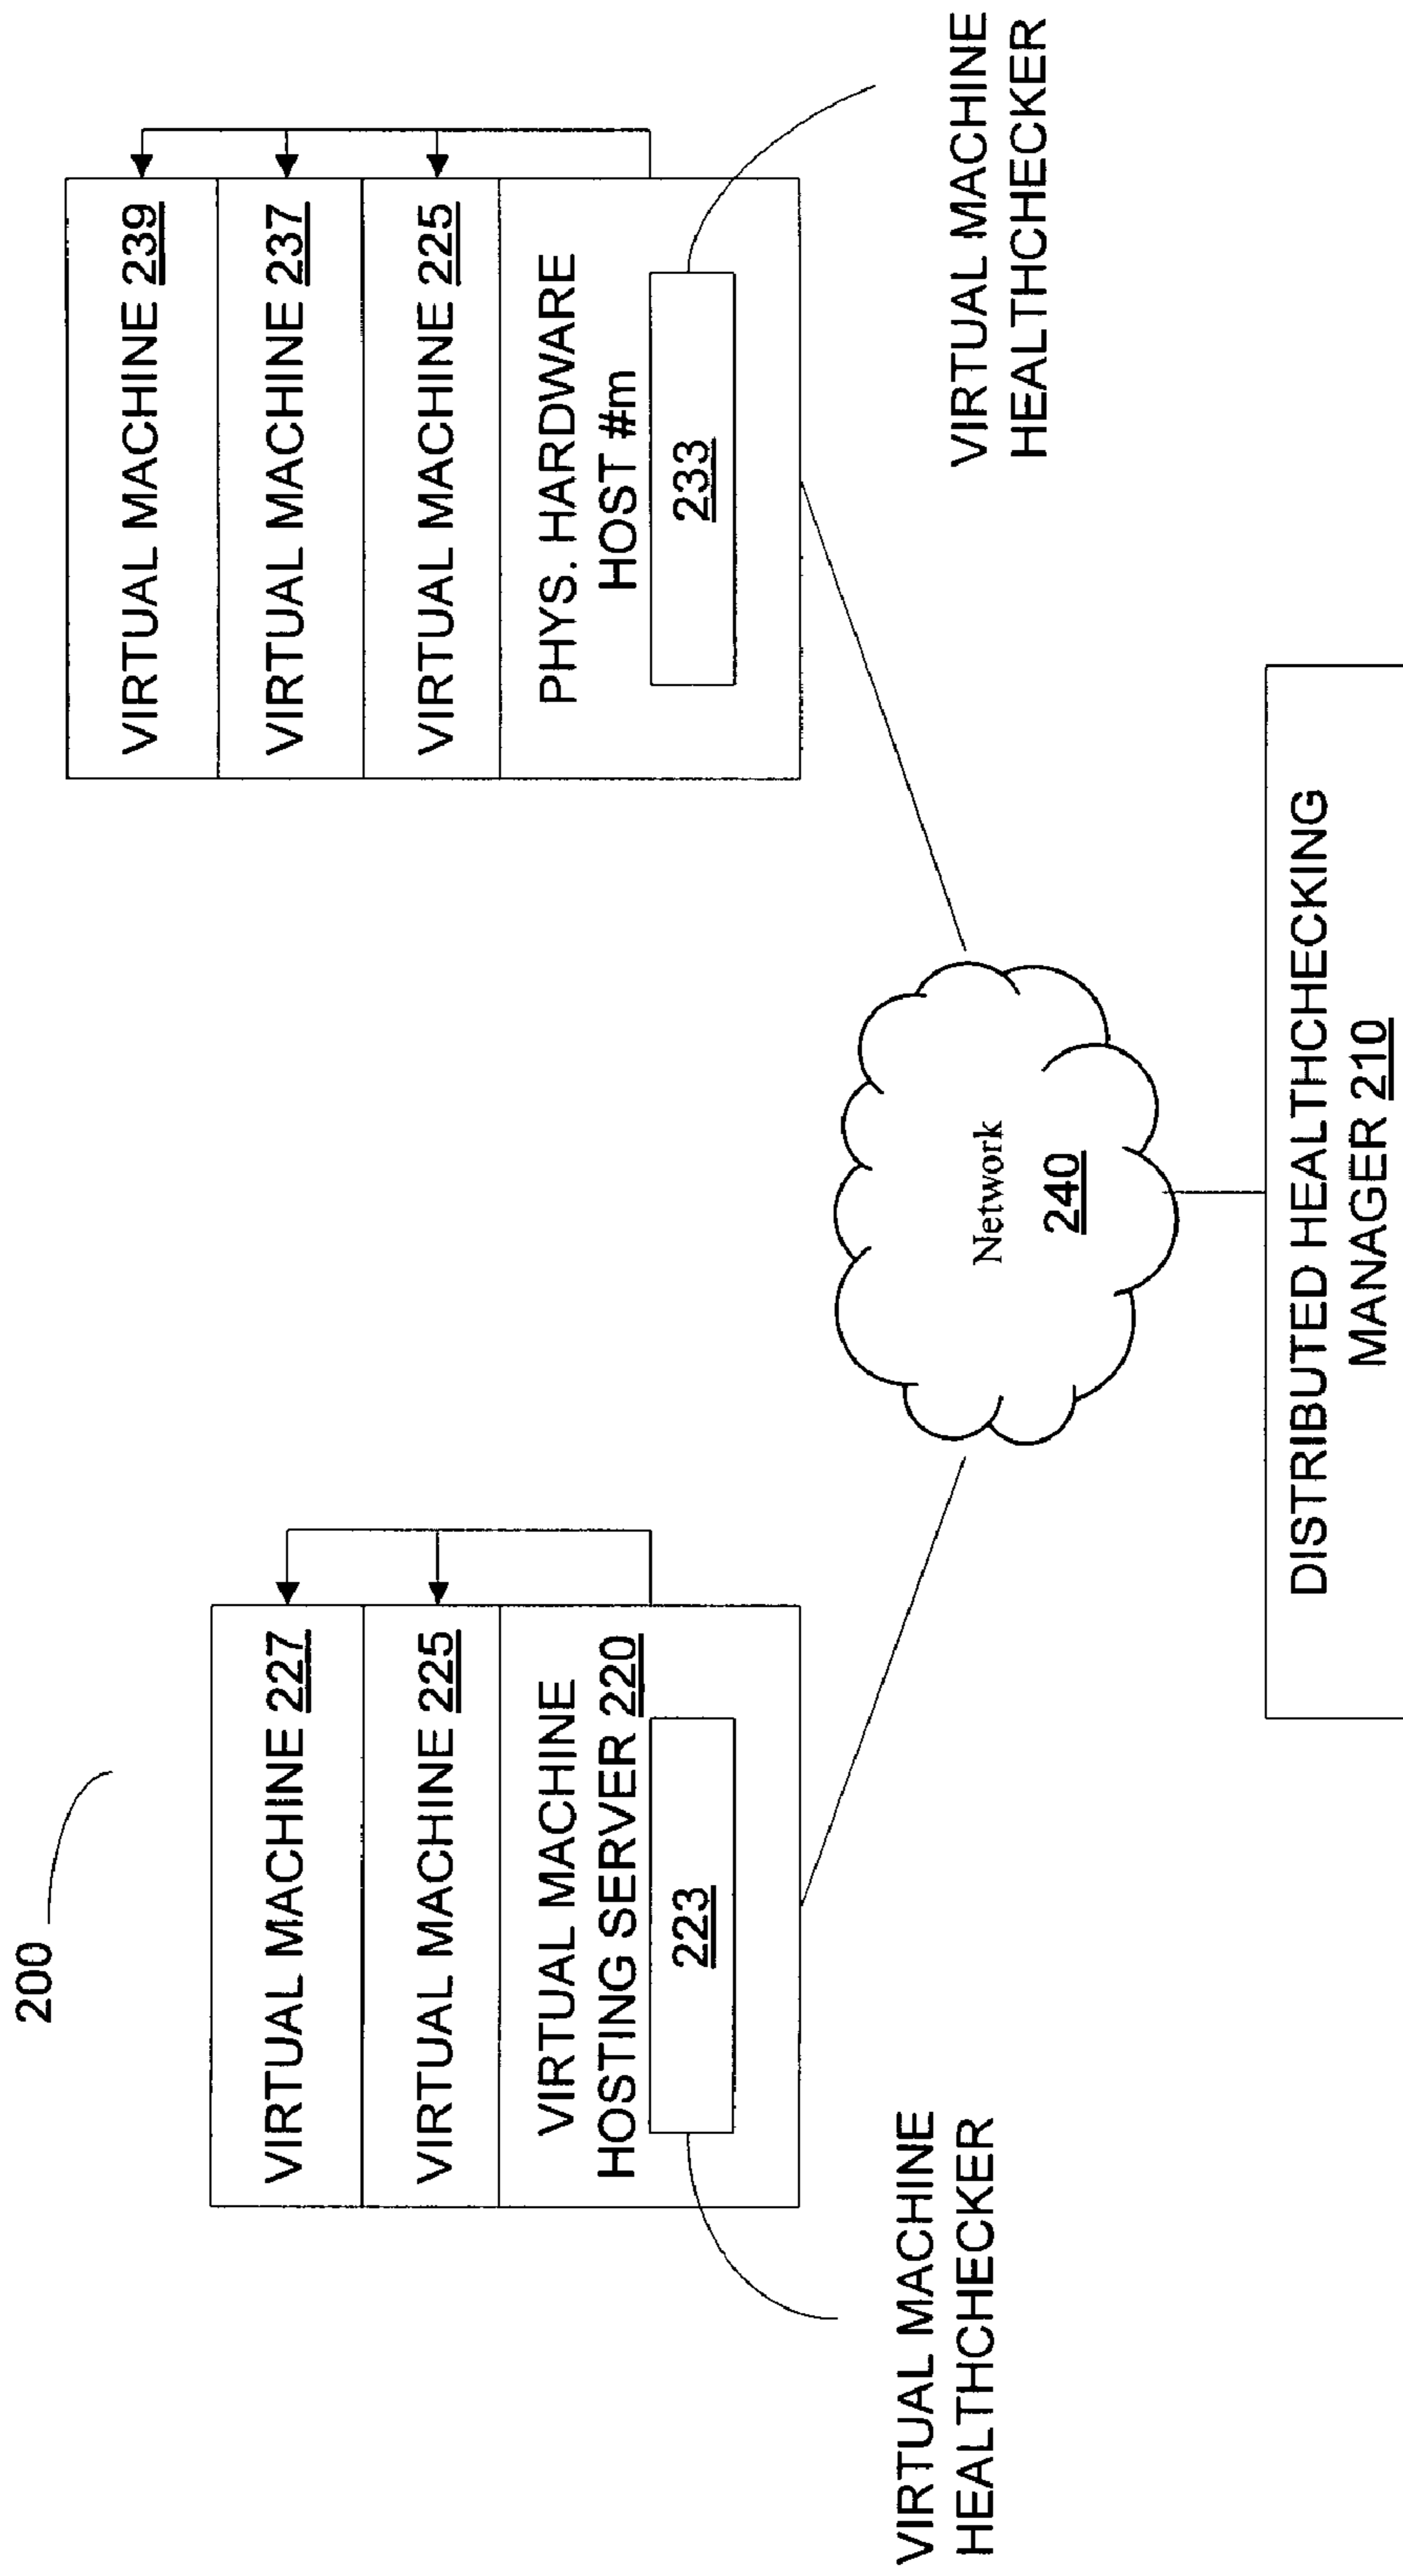 200
VIRTUAL MACHINE 227
VIRTUAL MACHINE 225
VIRTUAL MACHINE
HOSTING SERVER 220
223
VIRTUAL MACHINE
HEALTHCHECKER
VIRTUAL MACHINE 239
VIRTUAL MACHINE 237
VIRTUAL MACHINE 225
PHYS. HARDWARE
HOST #m
233
VIRTUAL MACHINE
HEALTHCHECKER
Network
240
DISTRIBUTED HEALTHCHECKING
MANAGER 210